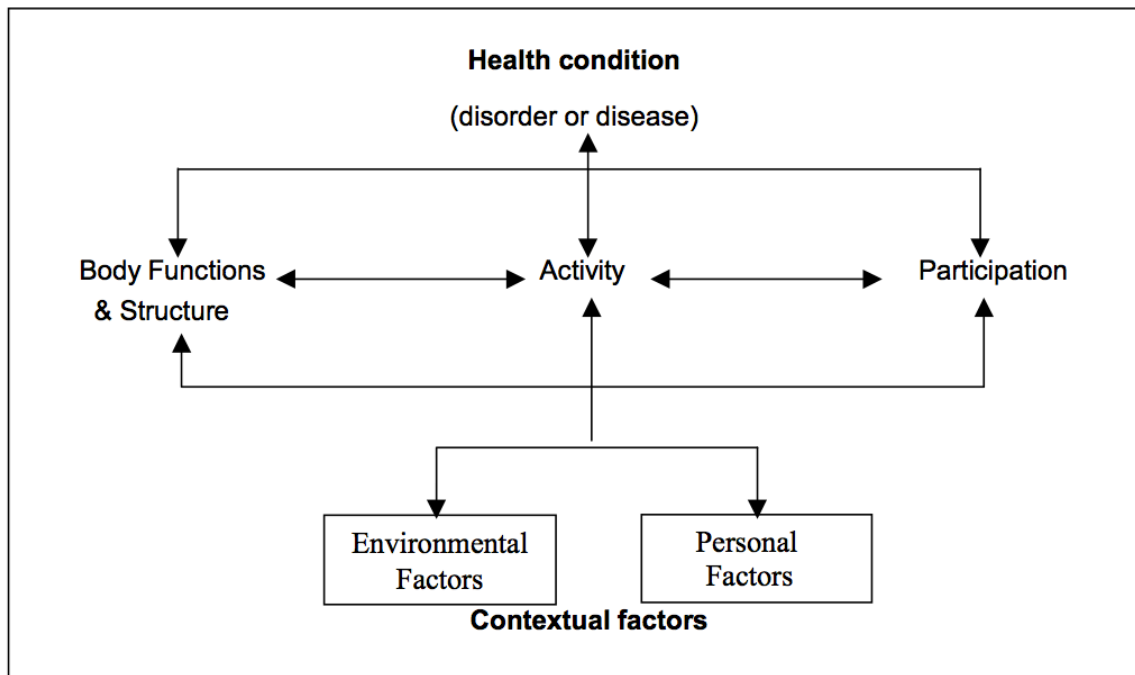 Health condition
(disorder or disease)
Body Functions
& Structure
Activity
Participation
Environmental
Factors
Personal
Factors
Contextual factors